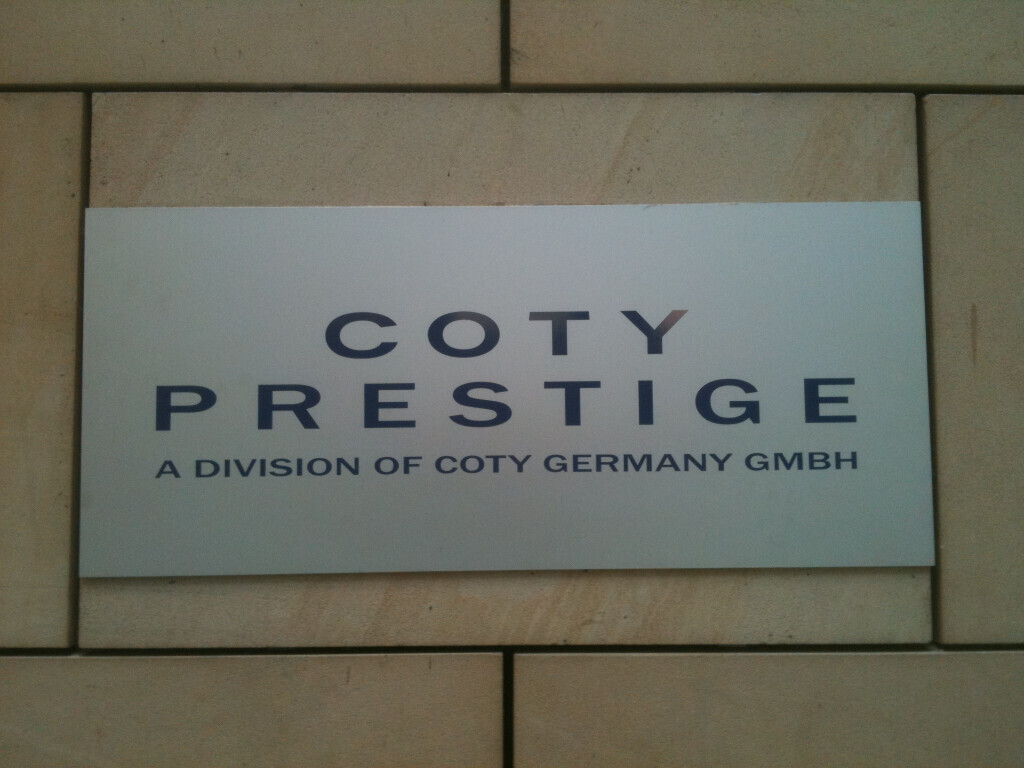 COTY
PRESTIGE
A DIVISION OF COTY GERMANY GMBH